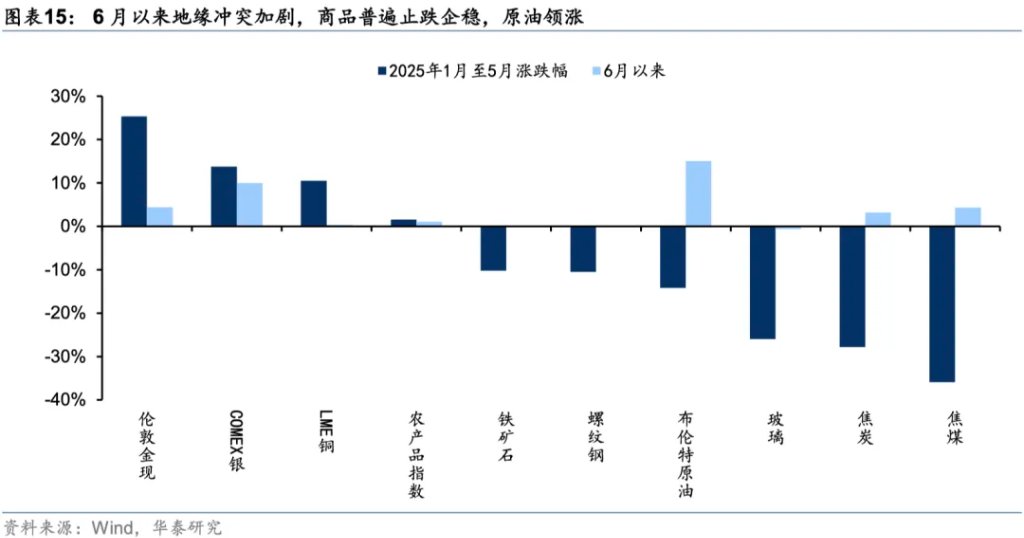 图表15： 6 月以来地缘冲突加剧，商品普遍止跌企稳，原油领涨
2025年1月至5月涨跌幅 6月以来
30%
20%
10%
0%
-10%
-20%
-30%
-40%
伦敦金现
COMEX银
LME铜
农产品指数
铁矿石
螺纹钢
布伦特原油
玻璃
焦炭
焦煤
资料来源：Wind，华泰研究